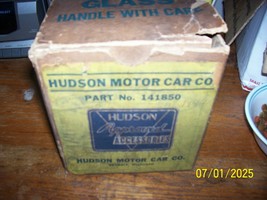 GLASS
HANDLE WITH CARE
HUDSON MOTOR CAR CO
PART No. 141850
HUDSON
Approved
ACCESSORIES
HUDSON MOTOR CAR CO.
07/01/2025